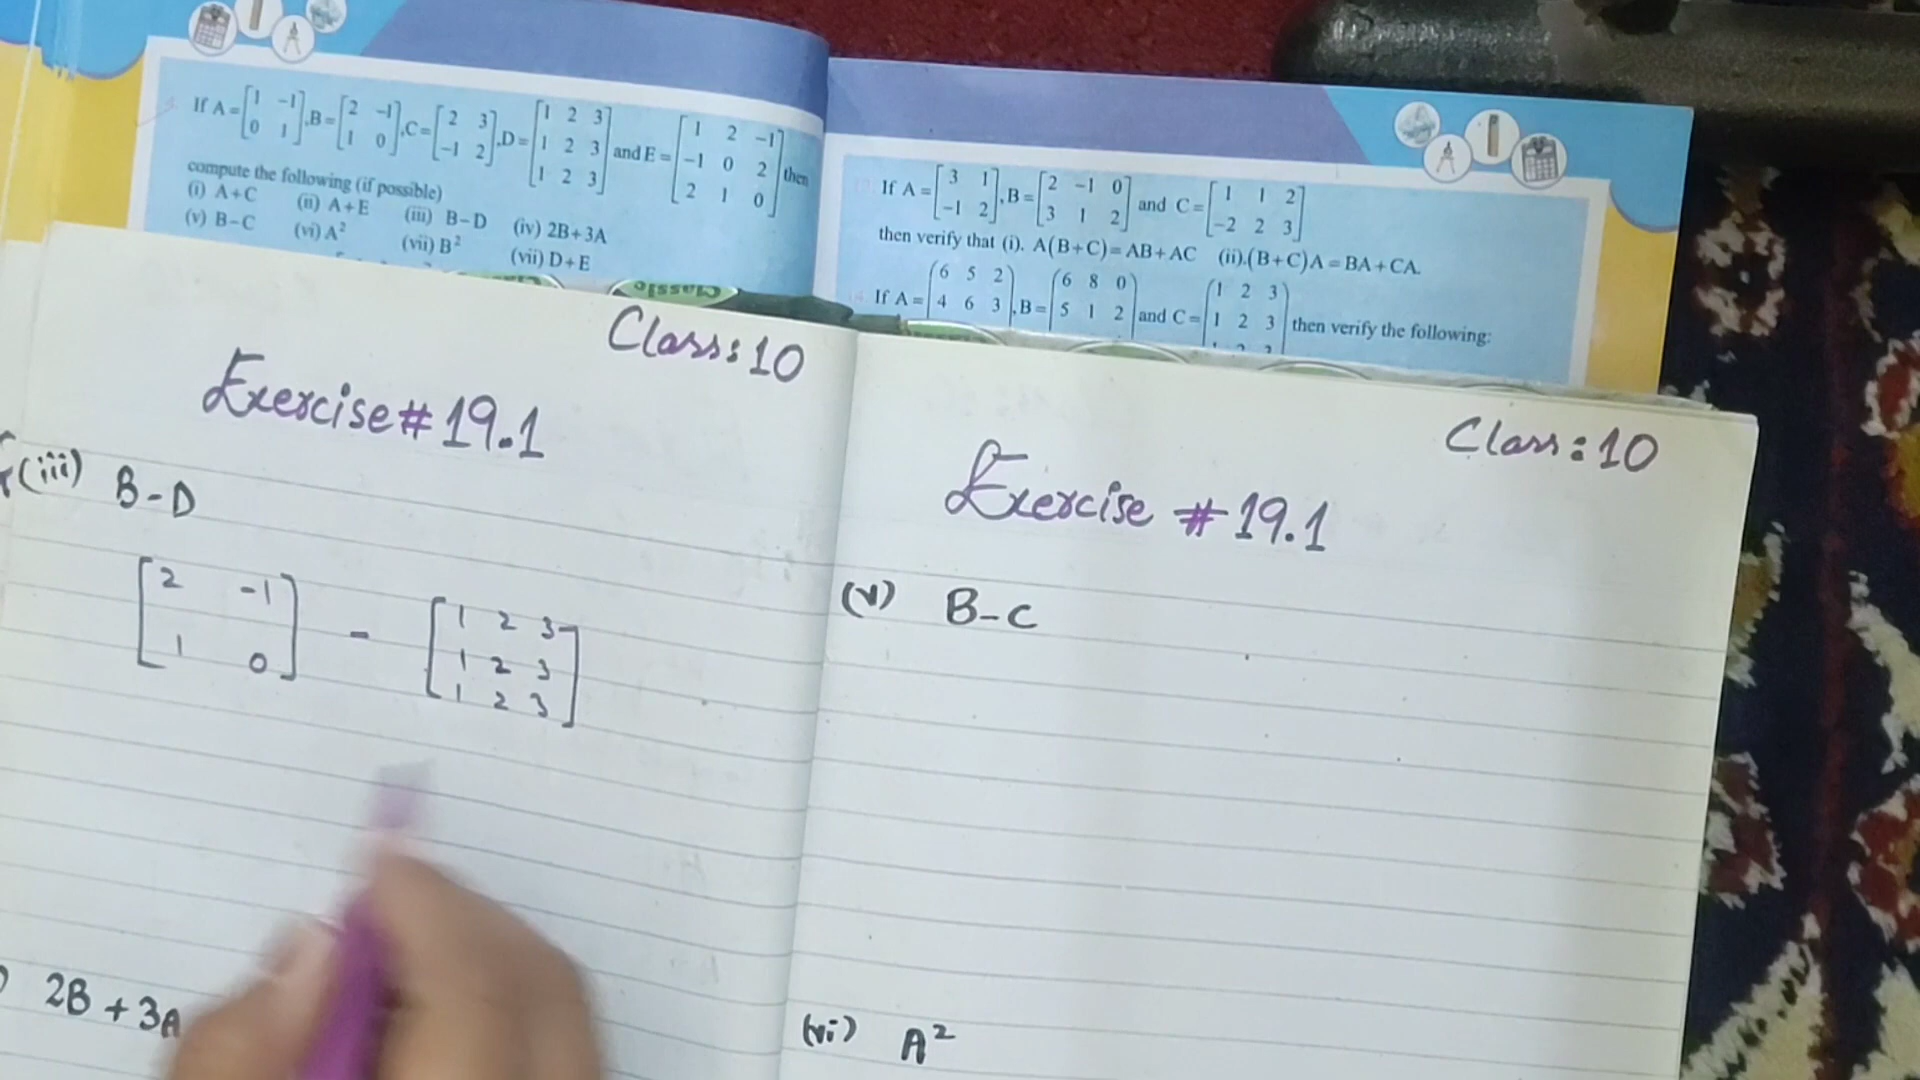 If A = [1 -1 0 1], B = [2 -1 1 0], C = [2 3 -1 2], D = [1 2 3 1 2 3 1 2 3] and E = [1 2 -1 -1 0 2 2 1 0] then
compute the following (if possible)
(i) A+C (ii) A+E (iii) B-D (iv) 2B+3A
(v) B-C (vi) A² (vii) B² (vii) D+E
If A = [3 1 -1 2], B = [2 -1 0 3 1 2] and C = [1 1 2 -2 2 3]
then verify that (i). A(B+C)=AB+AC (ii).(B+C)A=BA+CA.
If A = (6 5 2 4 6 3 , B = (6 8 0 5 1 2 and C = (1 2 3 1 2 3 then verify the following:
Classic
Class: 10
Exercise # 19.1
(iii) B-D
[2 -1 1 0] - [1 2 3 1 2 3 1 2 3]
2B + 3A
Class: 10
Exercise # 19.1
(v) B-C
(vi) A²